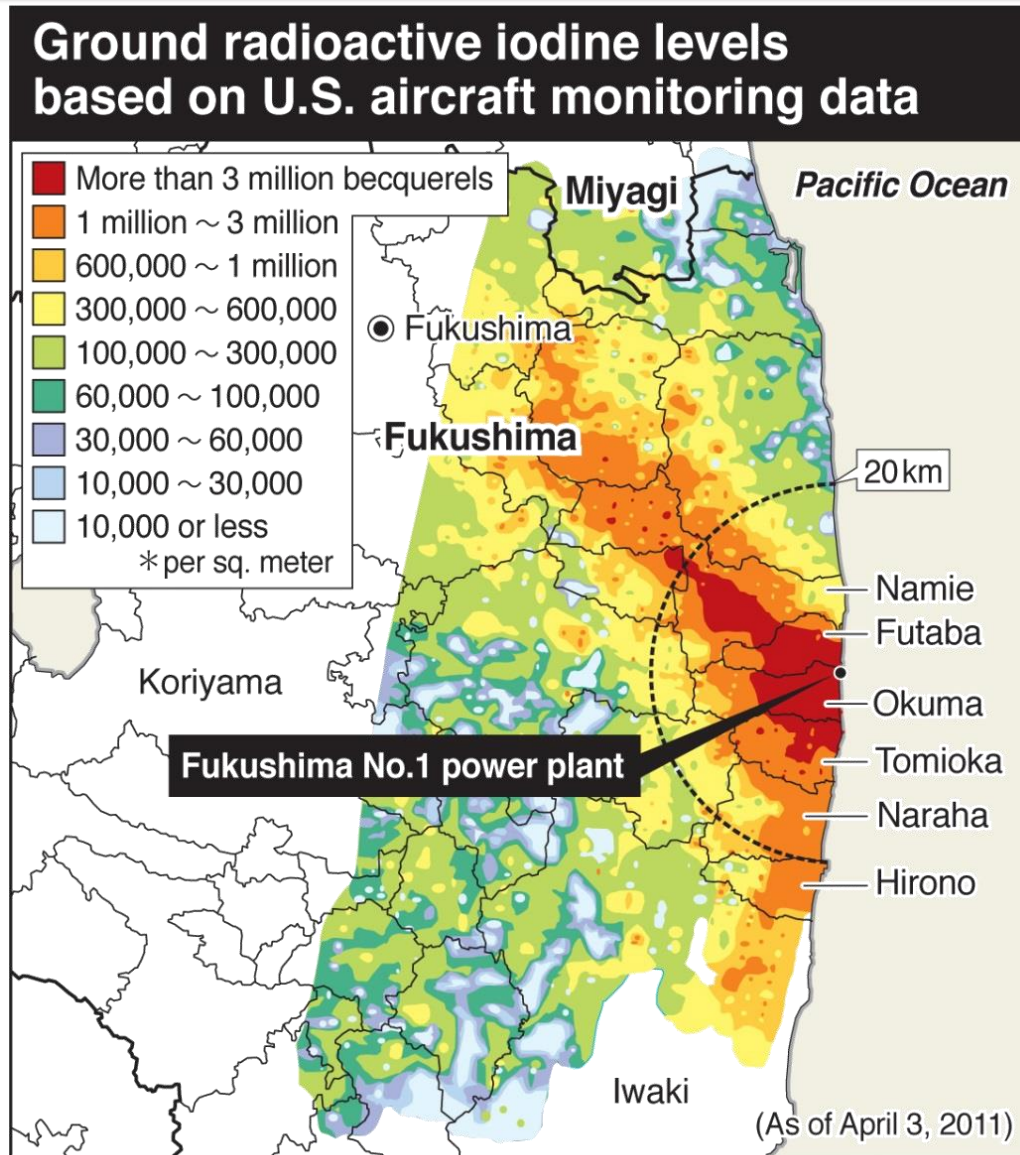 Ground radioactive iodine levels
based on U.S. aircraft monitoring data
More than 3 million becquerels
1 million ~ 3 million
600,000 ~ 1 million
300,000 ~ 600,000
100,000 ~ 300,000
60,000 ~ 100,000
30,000 ~ 60,000
10,000 ~ 30,000
10,000 or less
*per sq. meter
Miyagi
Pacific Ocean
Fukushima
Fukushima
20 km
Namie
Futaba
Koriyama
Okuma
Fukushima No.1 power plant
Tomioka
Naraha
Hirono
Iwaki
(As of April 3, 2011)